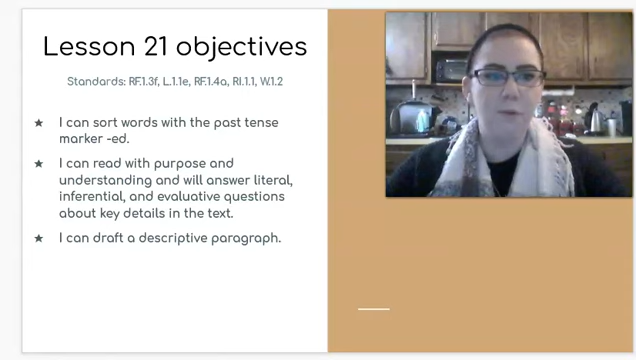 Lesson 21 objectives
Standards: RF.1.3f, L.1.1e, RF.1.4a, RI.1.1, W.1.2
★ I can sort words with the past tense
marker -ed.
★ I can read with purpose and
understanding and will answer literal,
inferential, and evaluative questions
about key details in the text.
★ I can draft a descriptive paragraph.